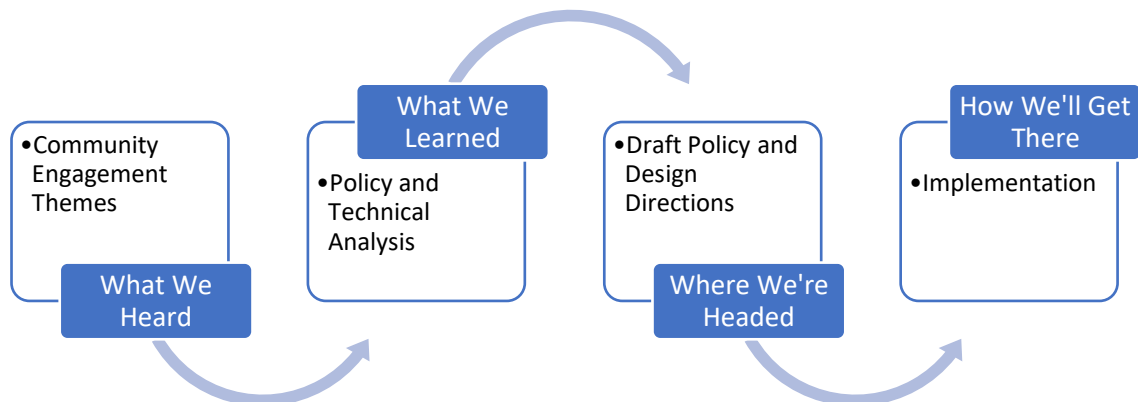 •Community
Engagement
Themes
What We
Heard
What We
Learned
•Policy and
Technical
Analysis
•Draft Policy and
Design
Directions
Where We're
Headed
How We'll Get
There
•Implementation